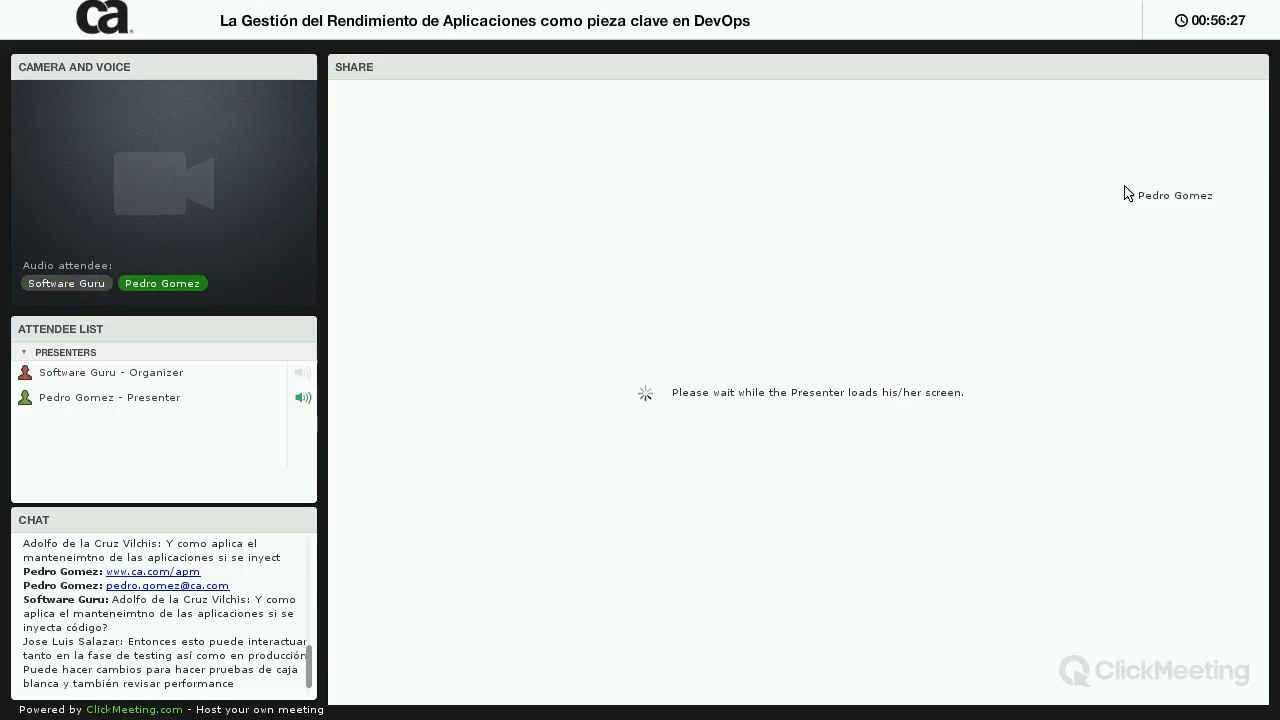 ca
La Gestión del Rendimiento de Aplicaciones como pieza clave en DevOps
00:56:27
CAMERA AND VOICE
Audio attendee:
Software Guru
Pedro Gomez
ATTENDEE LIST
PRESENTERS
Software Guru - Organizer
Pedro Gomez - Presenter
CHAT
Adolfo de la Cruz Vilchis: Y como aplica el
manteneimtno de las aplicaciones si se inyect
Pedro Gomez: www.ca.com/apm
Pedro Gomez: pedro.gomez@ca.com
Software Guru: Adolfo de la Cruz Vilchis: Y como
aplica el manteneimtno de las aplicaciones si se
inyecta código?
Jose Luis Salazar: Entonces esto puede interactuar
tanto en la fase de testing así como en producción
Puede hacer cambios para hacer pruebas de caja
blanca y también revisar performance
Powered by ClickMeeting.com - Host your own meeting
SHARE
Pedro Gomez
Please wait while the Presenter loads his/her screen.
ClickMeeting